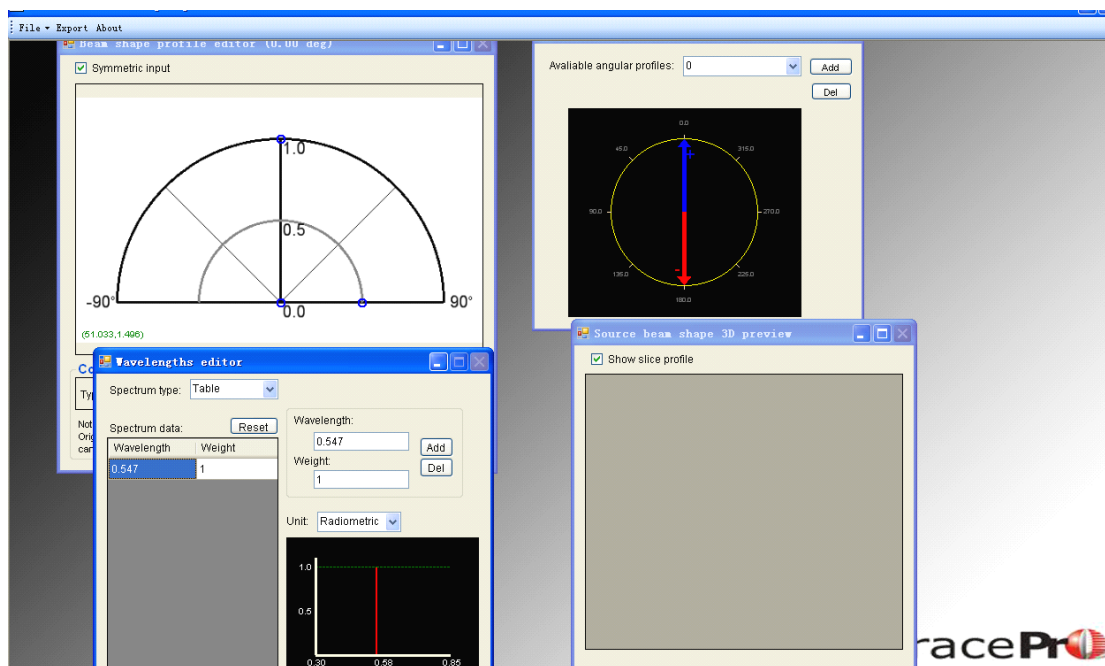 File Export About
Beam shape profile editor (0.00 deg)
Symmetric input
1.0
0.5
-90°
0.0
90°
(51.033,1.496)
Avaliable angular profiles: 0 Add
Del
0.0
45.0 315.0
90.0 270.0
135.0 225.0
180.0
+
-
Wavelengths editor
Spectrum type: Table
Spectrum data: Reset
Wavelength Weight
0.547 1
Wavelength:
0.547 Add
Weight: Del
1
Unit: Radiometric
1.0
0.5
0.30 0.58 0.85
Source beam shape 3D preview
Show slice profile
racePro